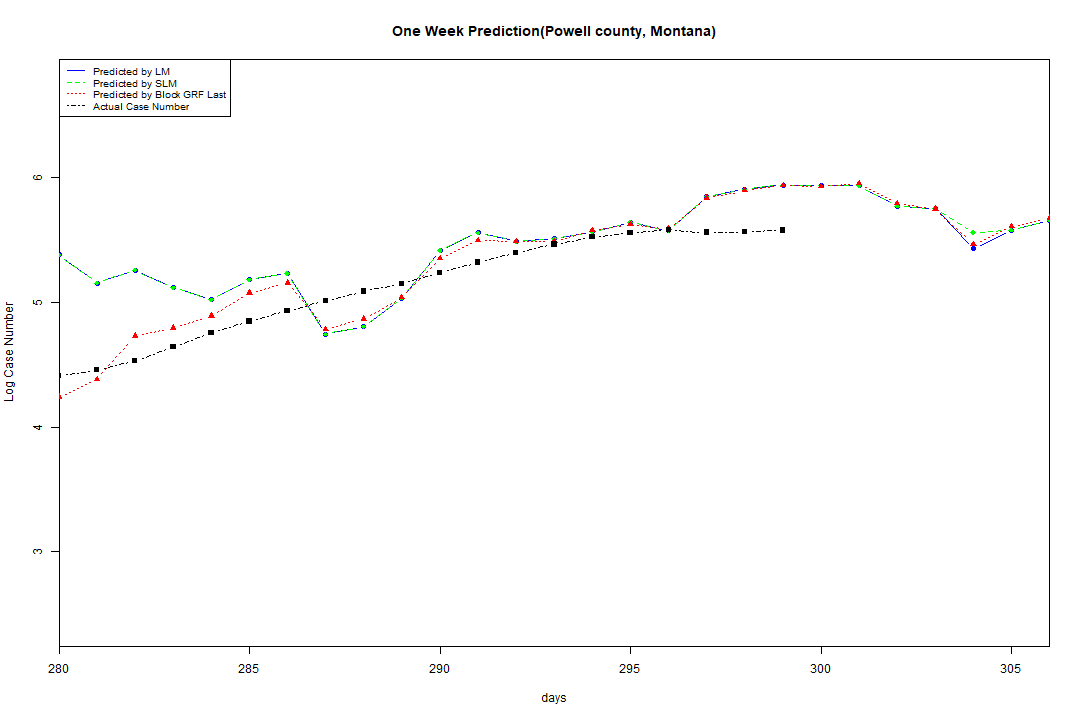 One Week Prediction(Powell county, Montana)
Predicted by LM
Predicted by SLM
Predicted by Block GRF Last
Actual Case Number
6
5
4
3
Log Case Number
280 285 290 295 300 305
days